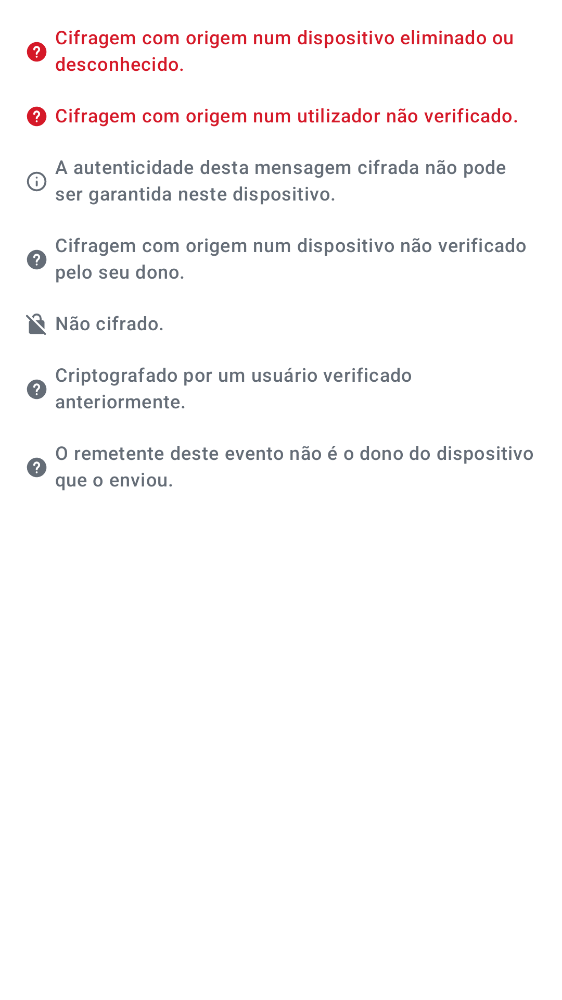 Cifragem com origem num dispositivo eliminado ou
desconhecido.
Cifragem com origem num utilizador não verificado.
A autenticidade desta mensagem cifrada não pode
ser garantida neste dispositivo.
Cifragem com origem num dispositivo não verificado
pelo seu dono.
Não cifrado.
Criptografado por um usuário verificado
anteriormente.
O remetente deste evento não é o dono do dispositivo
que o enviou.